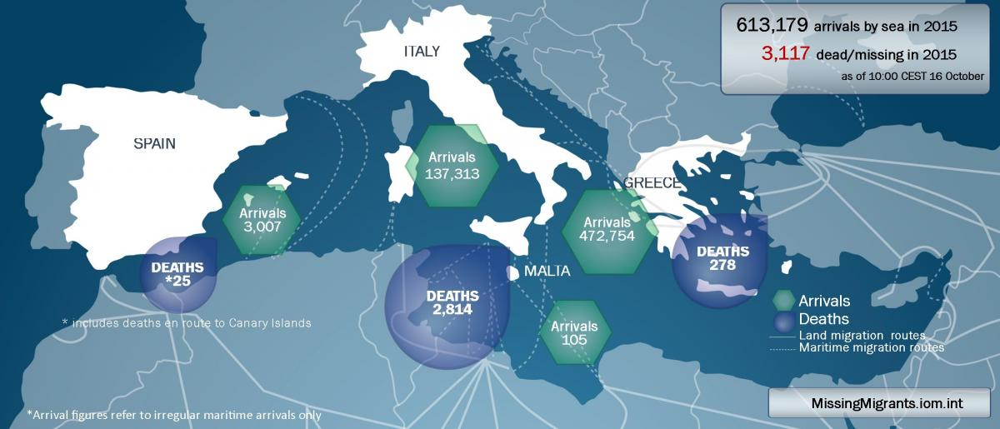 613,179 arrivals by sea in 2015
3,117 dead/missing in 2015
as of 10:00 CEST 16 October
ITALY
SPAIN
Arrivals
137,313
GREECE
Arrivals
3,007
Arrivals
472,754
DEATHS
*25
DEATHS
278
MALTA
DEATHS
2,814
* includes deaths en route to Canary Islands
Arrivals
105
Arrivals
Deaths
Land migration routes
Maritime migration routes
MissingMigrants.iom.int
*Arrival figures refer to irregular maritime arrivals only